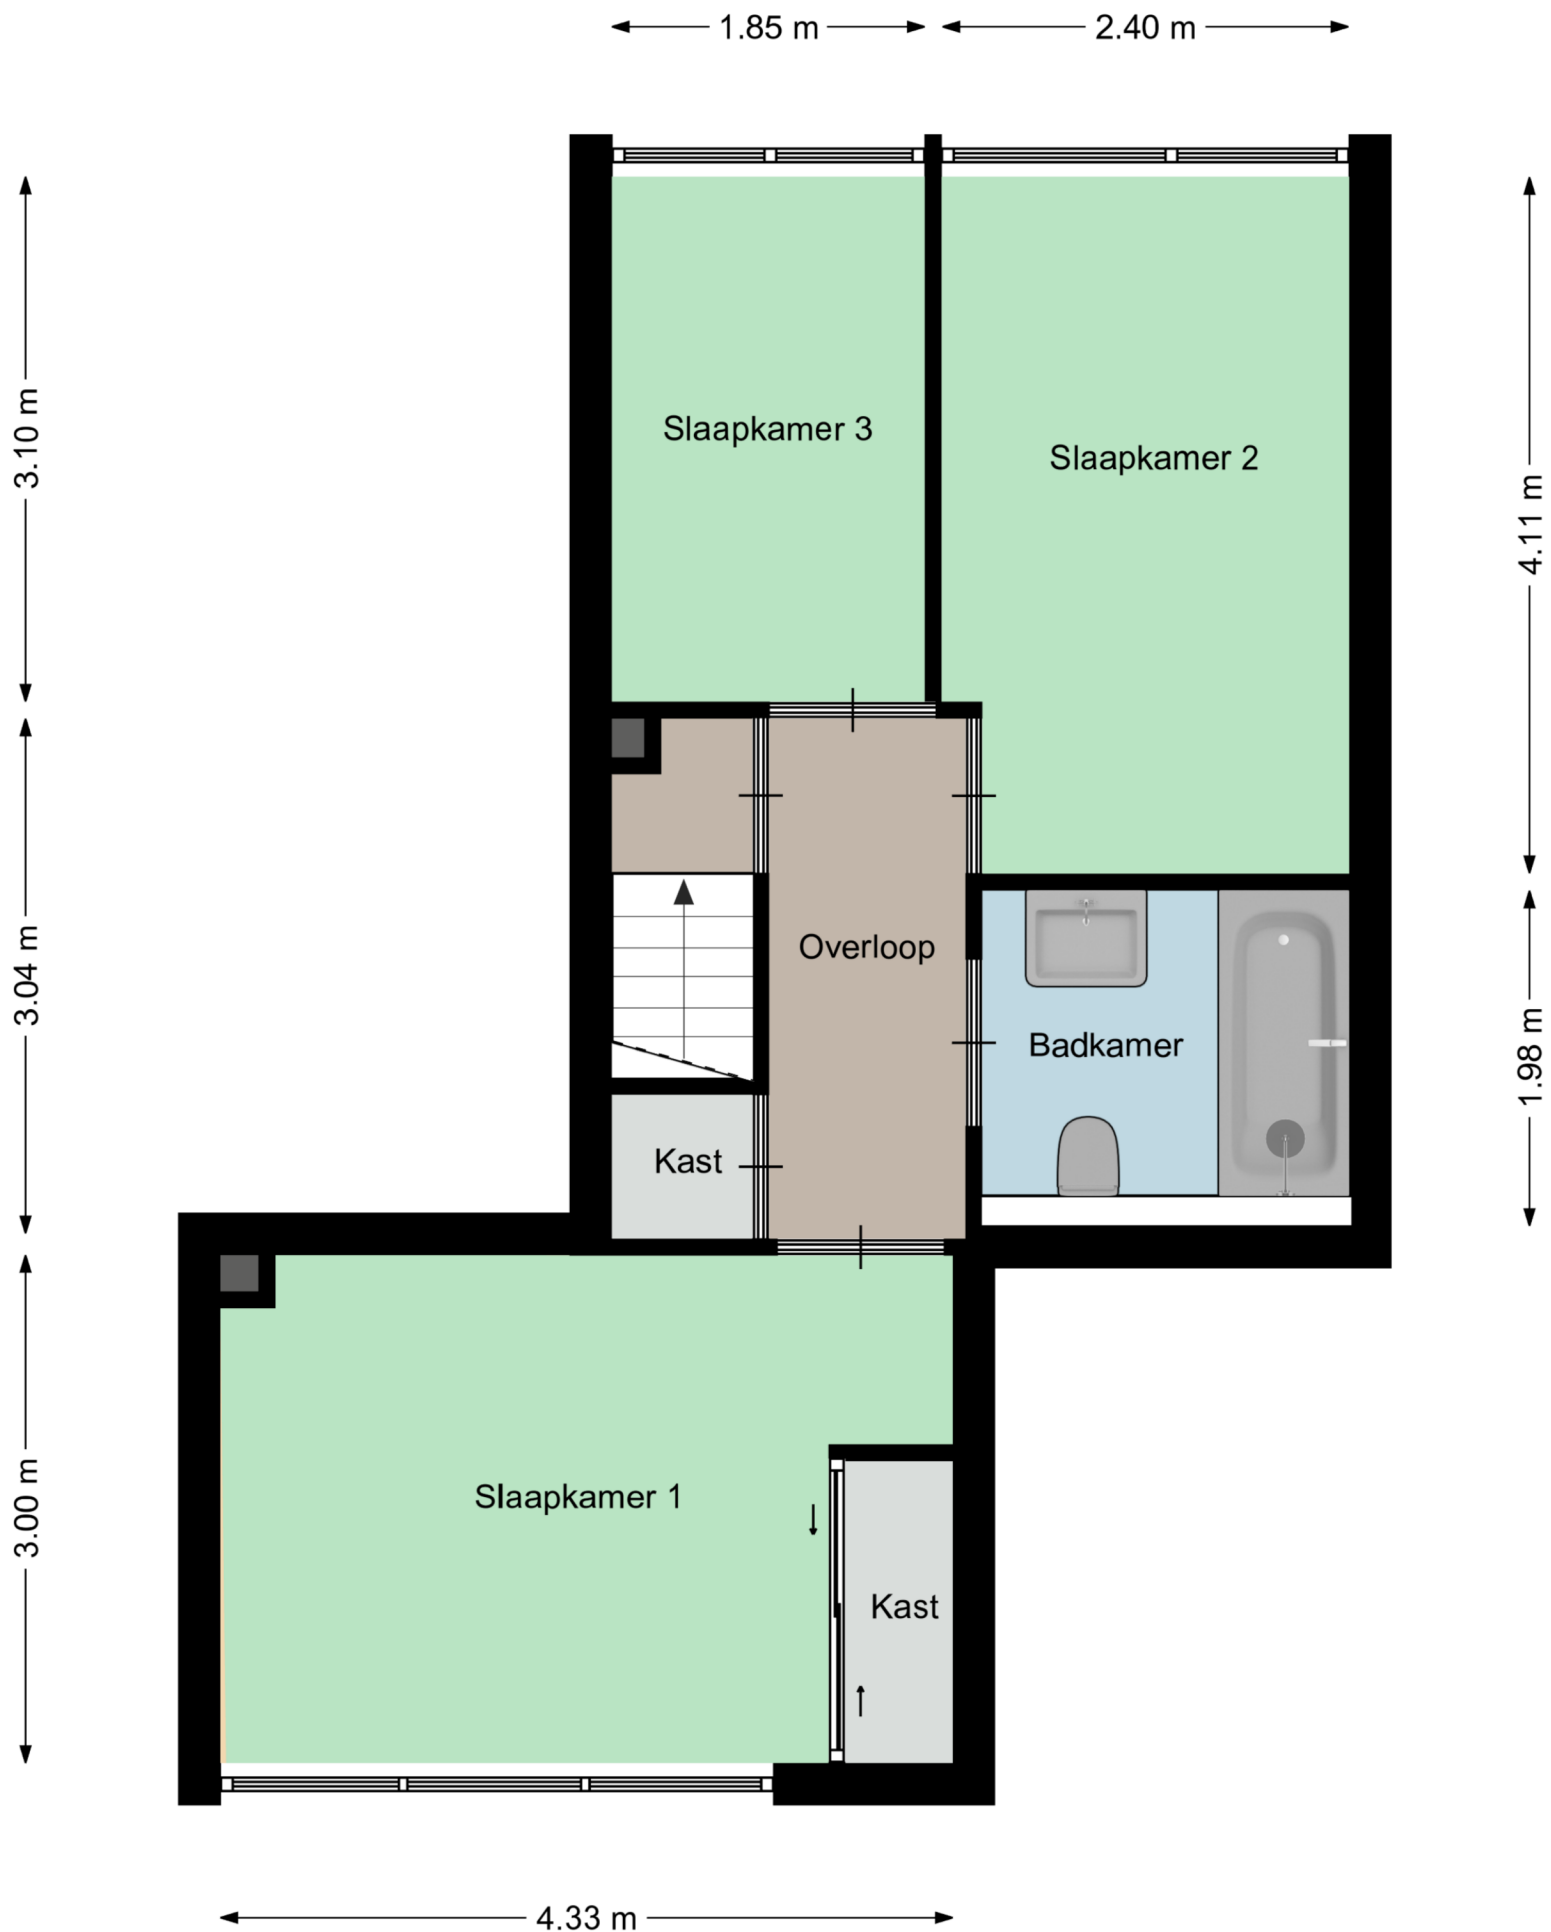 1.85 m
2.40 m
3.10 m
Slaapkamer 3
Slaapkamer 2
4.11 m
3.04 m
Overloop
Badkamer
1.98 m
Kast
3.00 m
Slaapkamer 1
Kast
4.33 m